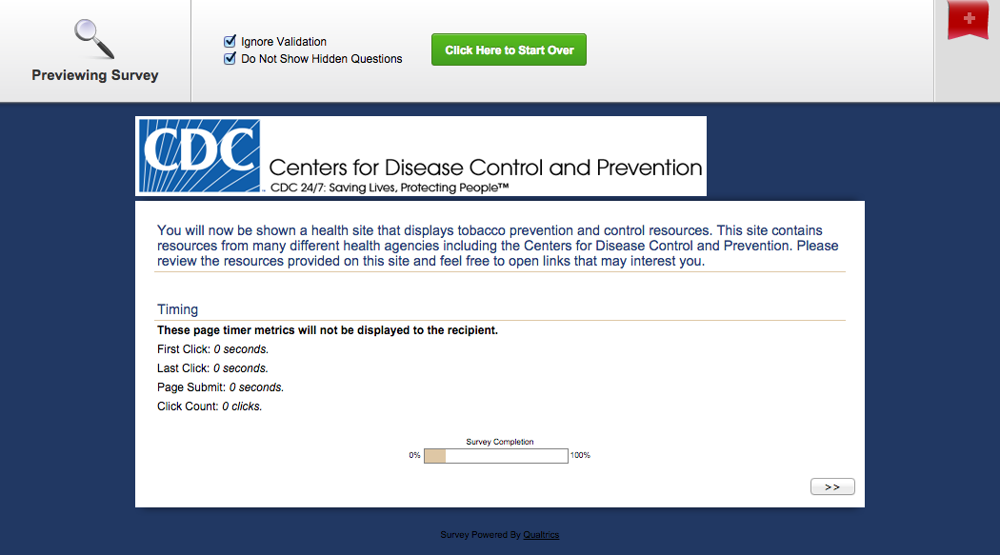 Previewing Survey
Ignore Validation
Do Not Show Hidden Questions
Click Here to Start Over
CDC
Centers for Disease Control and Prevention
CDC 24/7: Saving Lives, Protecting People™
You will now be shown a health site that displays tobacco prevention and control resources. This site contains
resources from many different health agencies including the Centers for Disease Control and Prevention. Please
review the resources provided on this site and feel free to open links that may interest you.
Timing
These page timer metrics will not be displayed to the recipient.
First Click: 0 seconds.
Last Click: 0 seconds.
Page Submit: 0 seconds.
Click Count: 0 clicks.
Survey Completion
0% 100%
>>
Survey Powered By Qualtrics